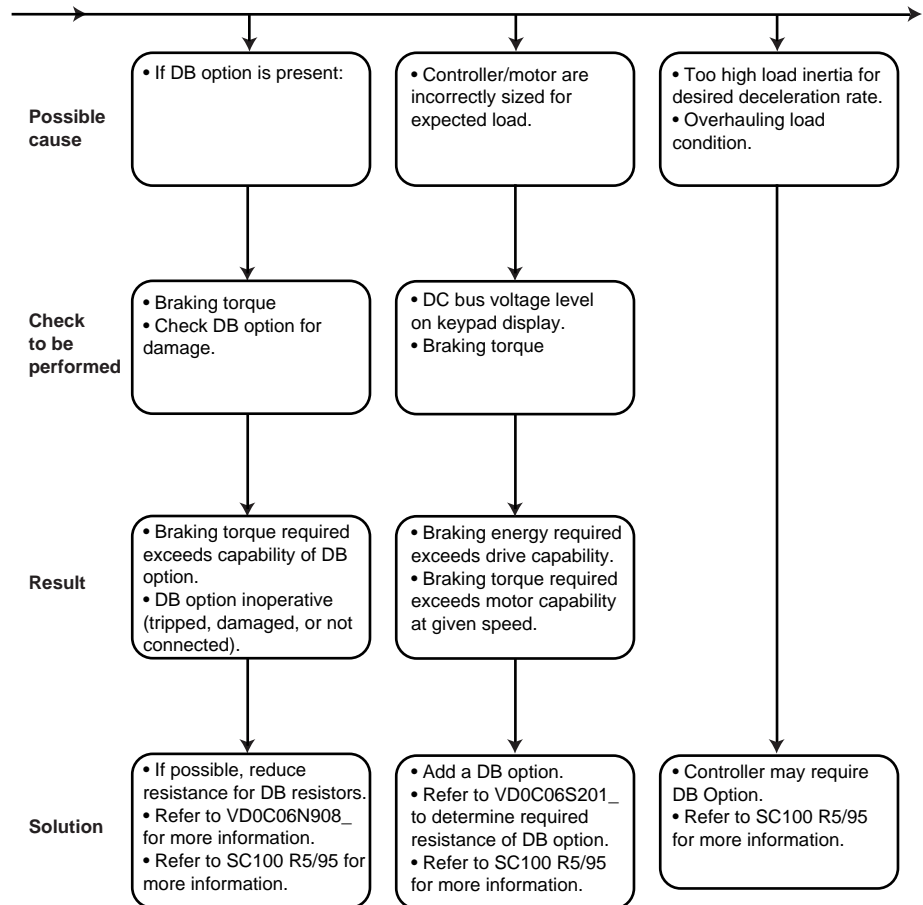 Possible
cause
• If DB option is present:
• Controller/motor are
incorrectly sized for
expected load.
• Too high load inertia for
desired deceleration rate.
• Overhauling load
condition.
Check
to be
performed
• Braking torque
• Check DB option for
damage.
• DC bus voltage level
on keypad display.
• Braking torque
Result
• Braking torque required
exceeds capability of DB
option.
• DB option inoperative
(tripped, damaged, or not
connected).
• Braking energy required
exceeds drive capability.
• Braking torque required
exceeds motor capability
at given speed.
Solution
• If possible, reduce
resistance for DB resistors.
• Refer to VD0C06N908_
for more information.
• Refer to SC100 R5/95 for
more information.
• Add a DB option.
• Refer to VD0C06S201_
to determine required
resistance of DB option.
• Refer to SC100 R5/95
for more information.
• Controller may require
DB Option.
• Refer to SC100 R5/95
for more information.